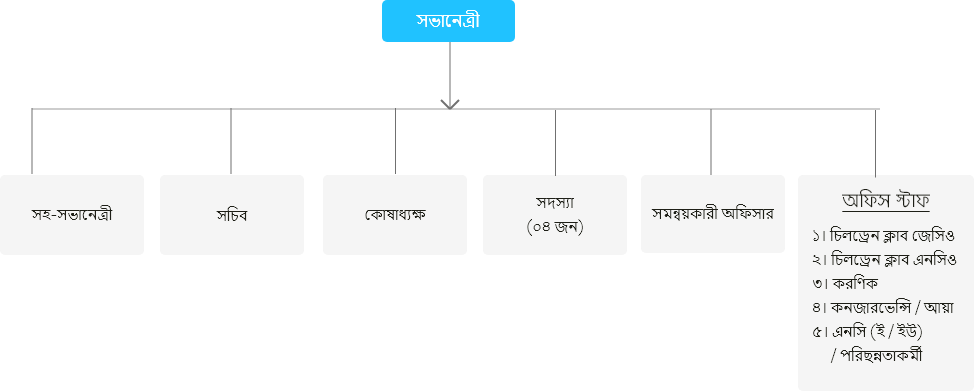 সভানেত্রী
সহ-সভানেত্রী
সচিব
কোষাধ্যক্ষ
সদস্যা
(০৪ জন)
সমন্বয়কারী অফিসার
অফিস স্টাফ
১। চিলড্রেন ক্লাব জেসিও
২। চিলড্রেন ক্লাব এনসিও
৩। করণিক
৪। কনজারভেন্সি / আয়া
৫। এনসি (ই / ইউ)
/ পরিছন্নতাকর্মী